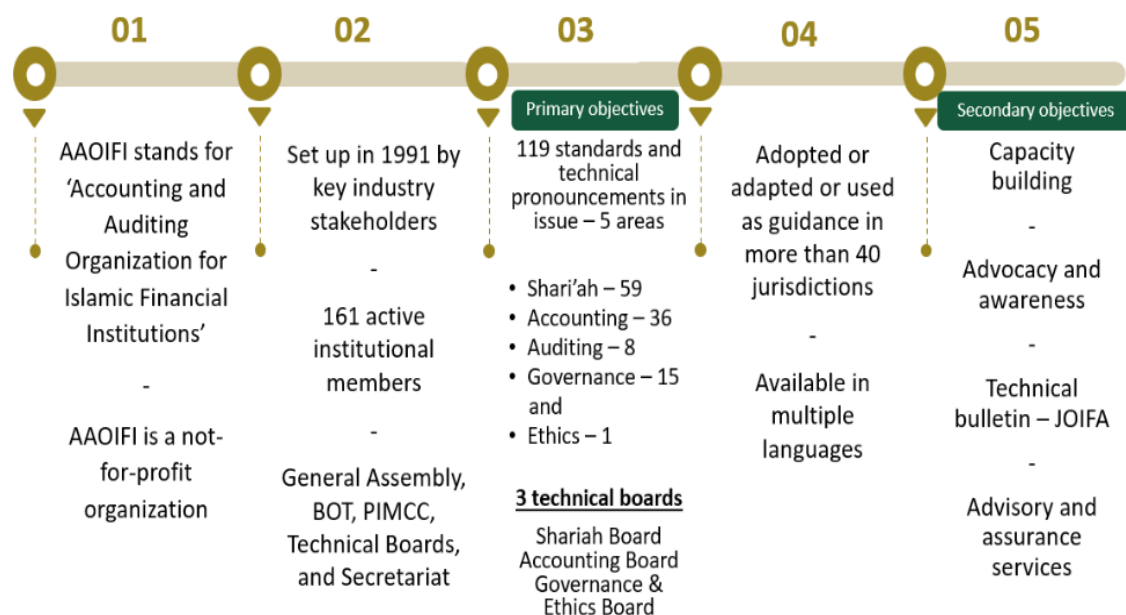 01
AAOIFI stands for
‘Accounting and
Auditing
Organization for
Islamic Financial
Institutions’
-
AAOIFI is a not-
for-profit
organization
02
Set up in 1991 by
key industry
stakeholders
-
161 active
institutional
members
-
General Assembly,
BOT, PIMCC,
Technical Boards,
and Secretariat
03
Primary objectives
119 standards and
technical
pronouncements in
issue – 5 areas
• Shari’ah – 59
• Accounting – 36
• Auditing – 8
• Governance – 15
and
• Ethics – 1
3 technical boards
Shariah Board
Accounting Board
Governance &
Ethics Board
04
Adopted or
adapted or used
as guidance in
more than 40
jurisdictions
-
Available in
multiple
languages
05
Secondary objectives
Capacity
building
-
Advocacy and
awareness
-
Technical
bulletin – JOIFA
-
Advisory and
assurance
services